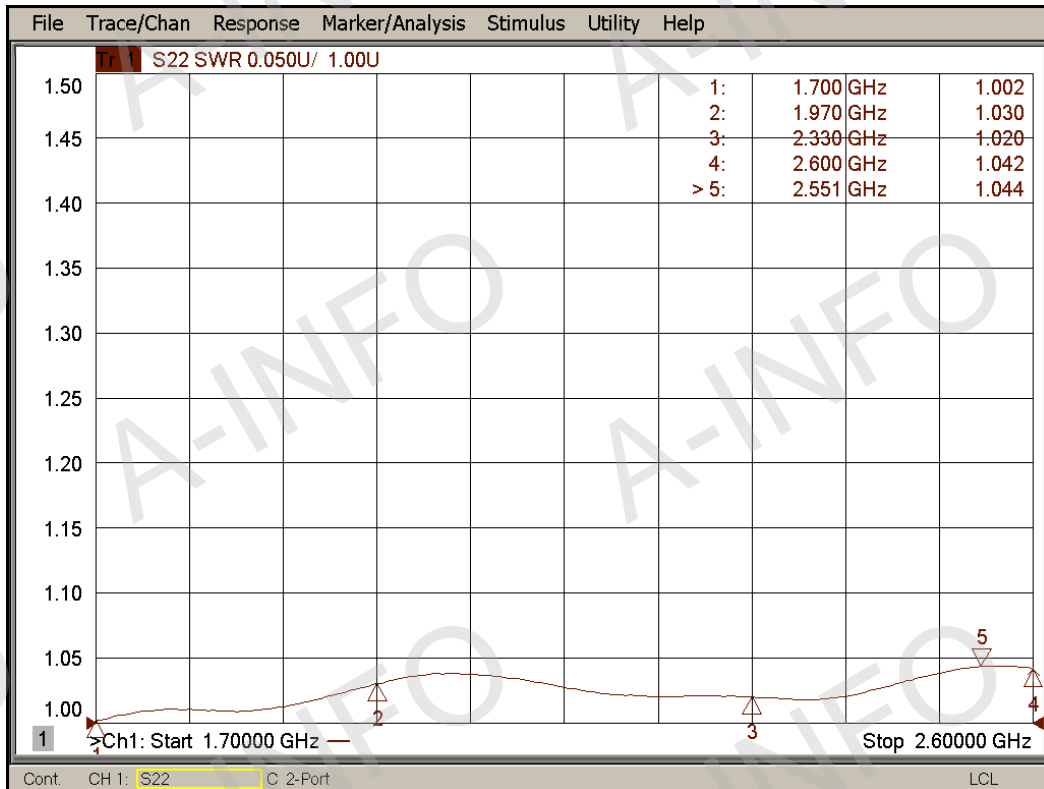 File Trace/Chan Response Marker/Analysis Stimulus Utility Help
Tr 1 S22 SWR 0.050U/ 1.00U
1.50
1.45
1.40
1.35
1.30
1.25
1.20
1.15
1.10
1.05
1.00
1: 1.700 GHz 1.002
2: 1.970 GHz 1.030
3: 2.330 GHz 1.020
4: 2.600 GHz 1.042
> 5: 2.551 GHz 1.044
A-INFO
A-INFO
A-INFO
A-INFO
A-INFO
A-INFO
5
2
3
4
1
1
>Ch1: Start 1.70000 GHz
Stop 2.60000 GHz
Cont. CH 1: S22 C 2-Port LCL